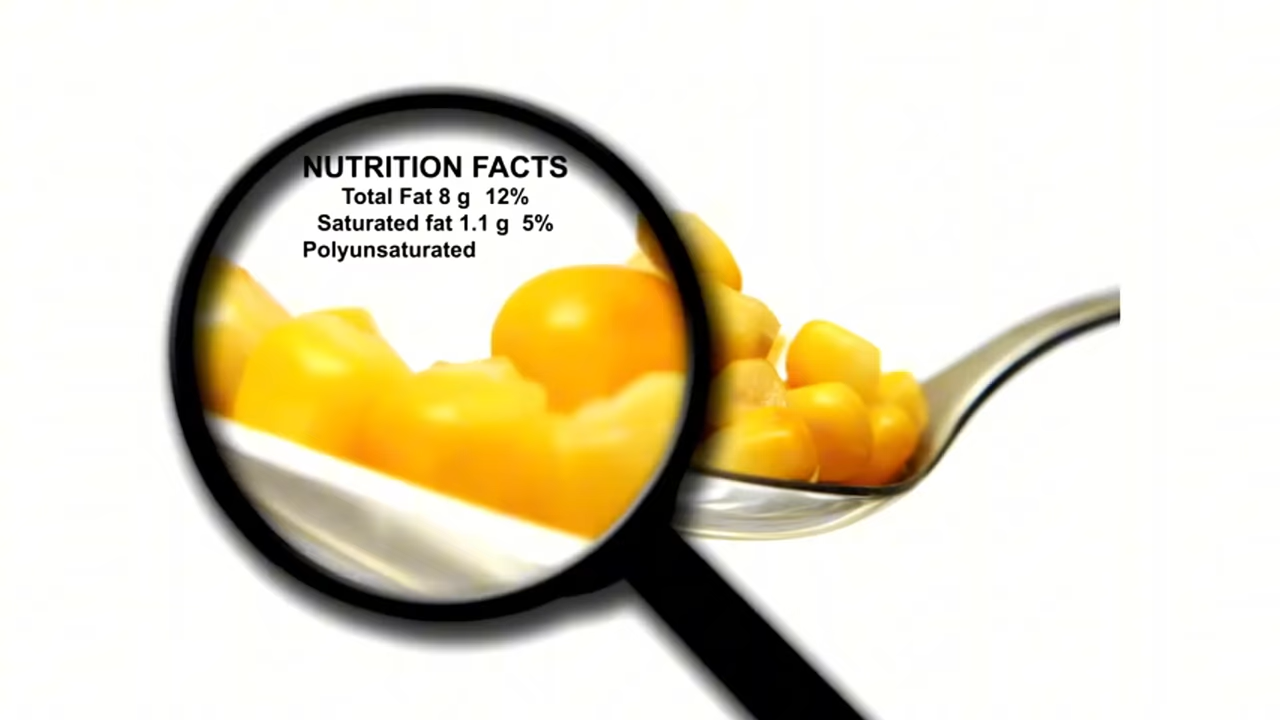 NUTRITION FACTS
Total Fat 8 g 12%
Saturated fat 1.1 g 5%
Polyunsaturated